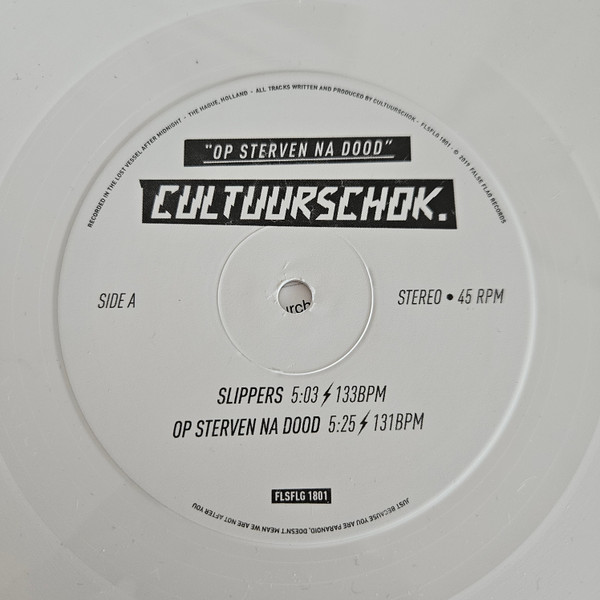 RECORDED IN THE LOST VESSEL AFTER MIDNIGHT - THE HAGUE, HOLLAND - ALL TRACKS WRITTEN AND PRODUCED BY CULTUURSCHOK - FLSFLG 1801 - © 2019 FALSE FLAG RECORDS
"OP STERVEN NA DOOD"
CULTUURSCHOK.
SIDE A
STEREO • 45 RPM
urch
SLIPPERS 5:03⚡133BPM
OP STERVEN NA DOOD 5:25⚡131BPM
FLSFLG 1801
JUST BECAUSE YOU ARE PARANOID, DOESN'T MEAN WE ARE NOT AFTER YOU